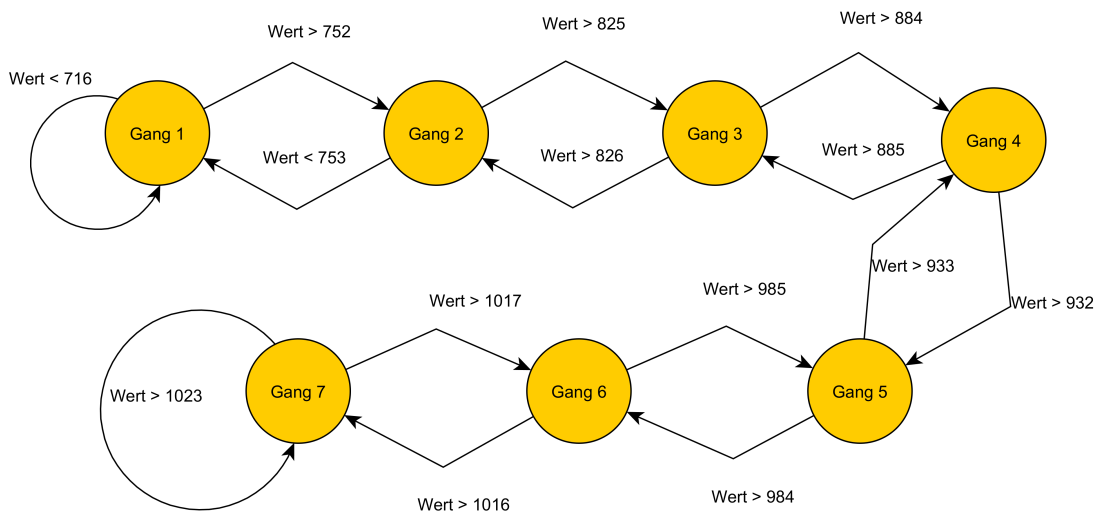 Wert > 884
Wert > 825
Wert > 752
Wert < 716
Gang 1
Gang 2
Gang 3
Gang 4
Wert < 753
Wert > 826
Wert > 885
Wert > 933
Wert > 932
Wert > 985
Wert > 1017
Wert > 1023
Gang 7
Gang 6
Gang 5
Wert > 1016
Wert > 984